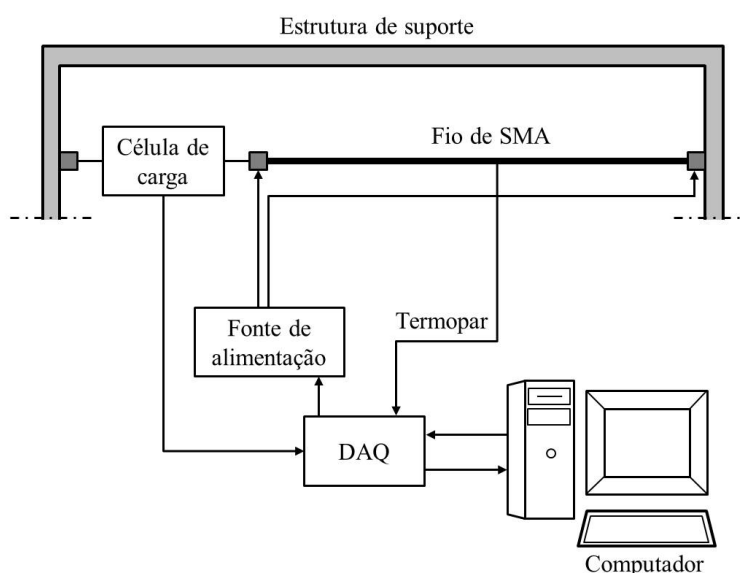 Estrutura de suporte
Célula de
carga
Fio de SMA
Fonte de
alimentação
Termopar
DAQ
Computador